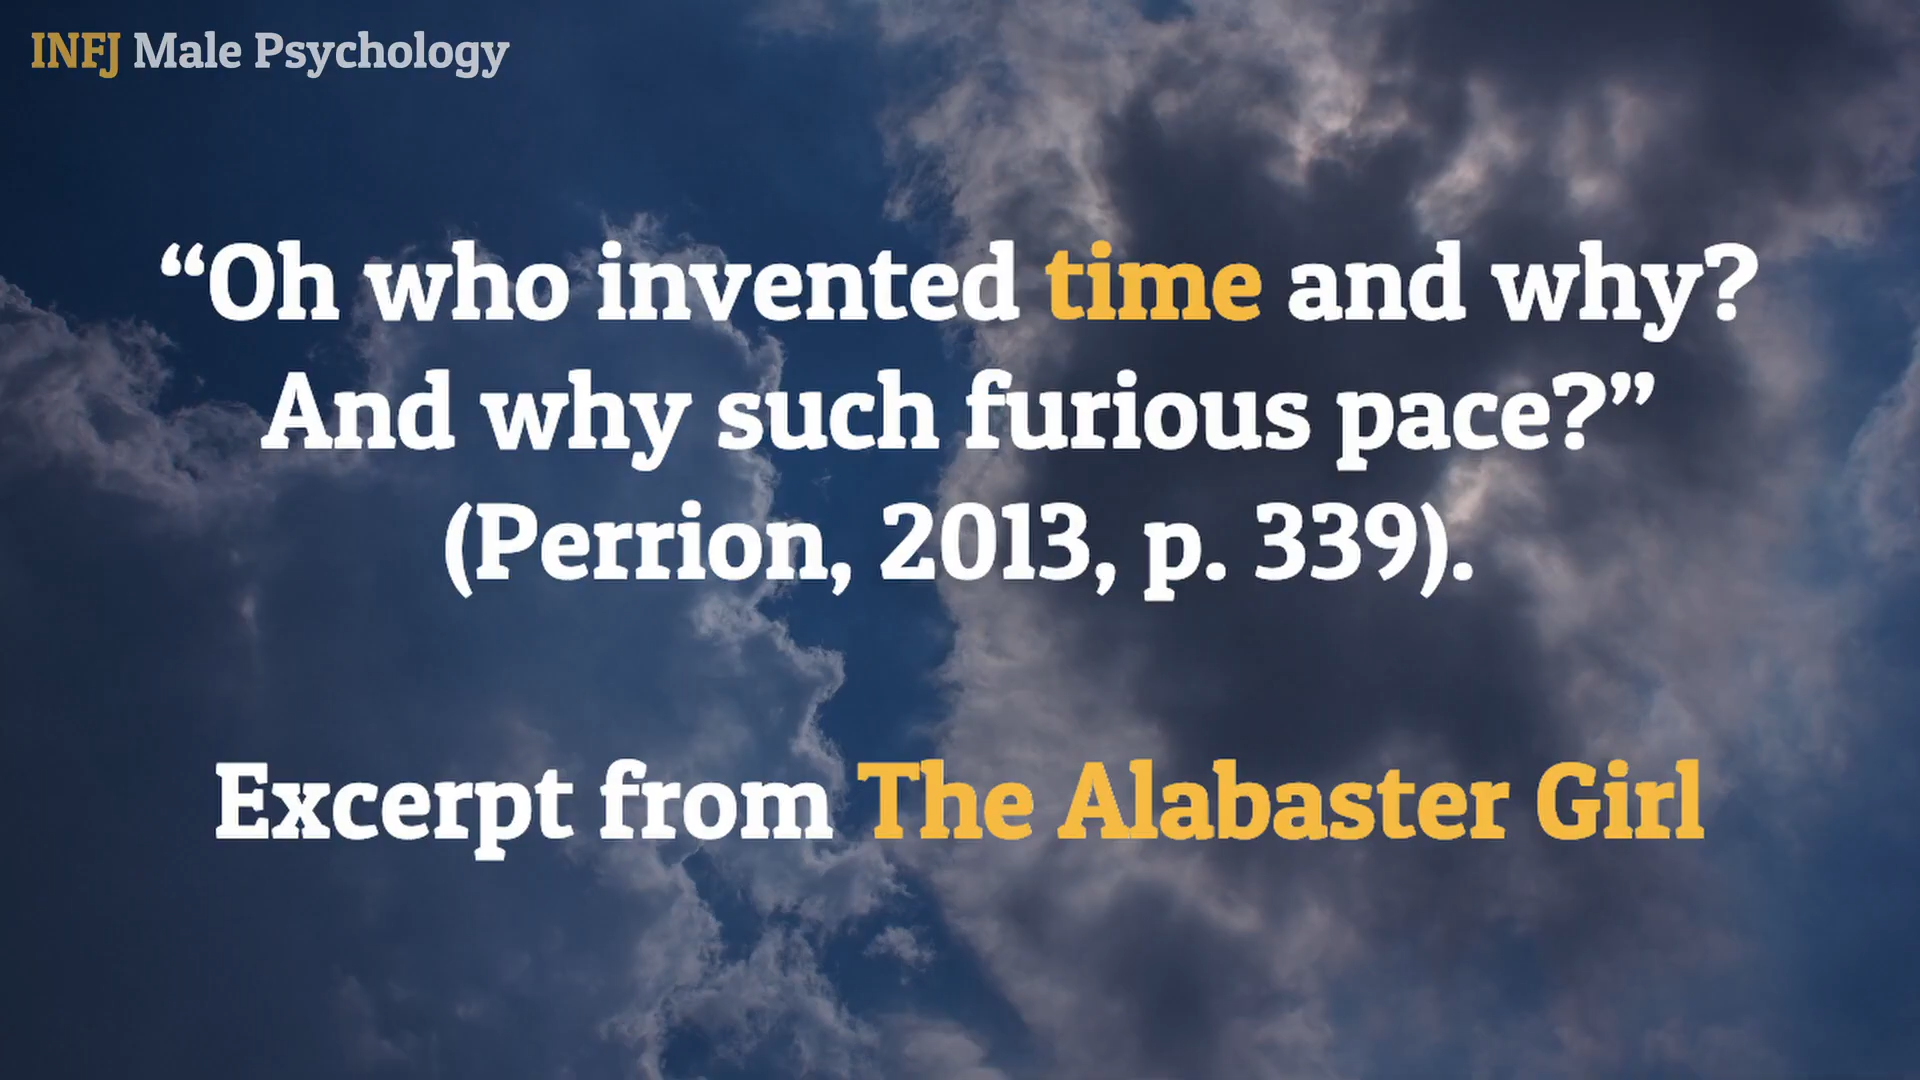 INFJ Male Psychology
“Oh who invented time and why?
And why such furious pace?”
(Perrion, 2013, p. 339).
Excerpt from The Alabaster Girl